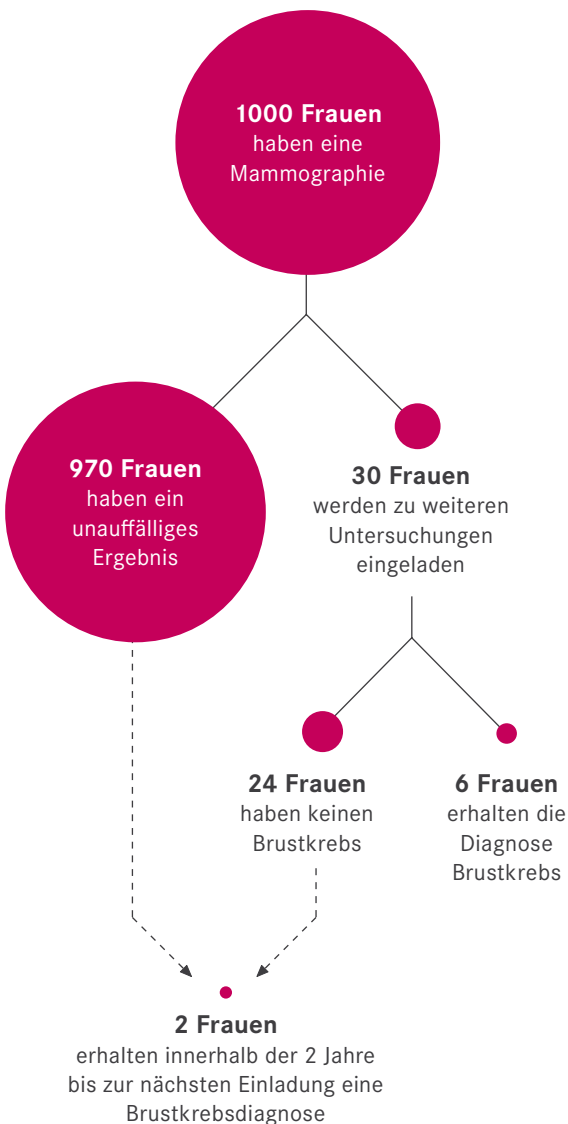 1000 Frauen
haben eine
Mammographie
970 Frauen
haben ein
unauffälliges
Ergebnis
30 Frauen
werden zu weiteren
Untersuchungen
eingeladen
24 Frauen
haben keinen
Brustkrebs
6 Frauen
erhalten die
Diagnose
Brustkrebs
2 Frauen
erhalten innerhalb der 2 Jahre
bis zur nächsten Einladung eine
Brustkrebsdiagnose